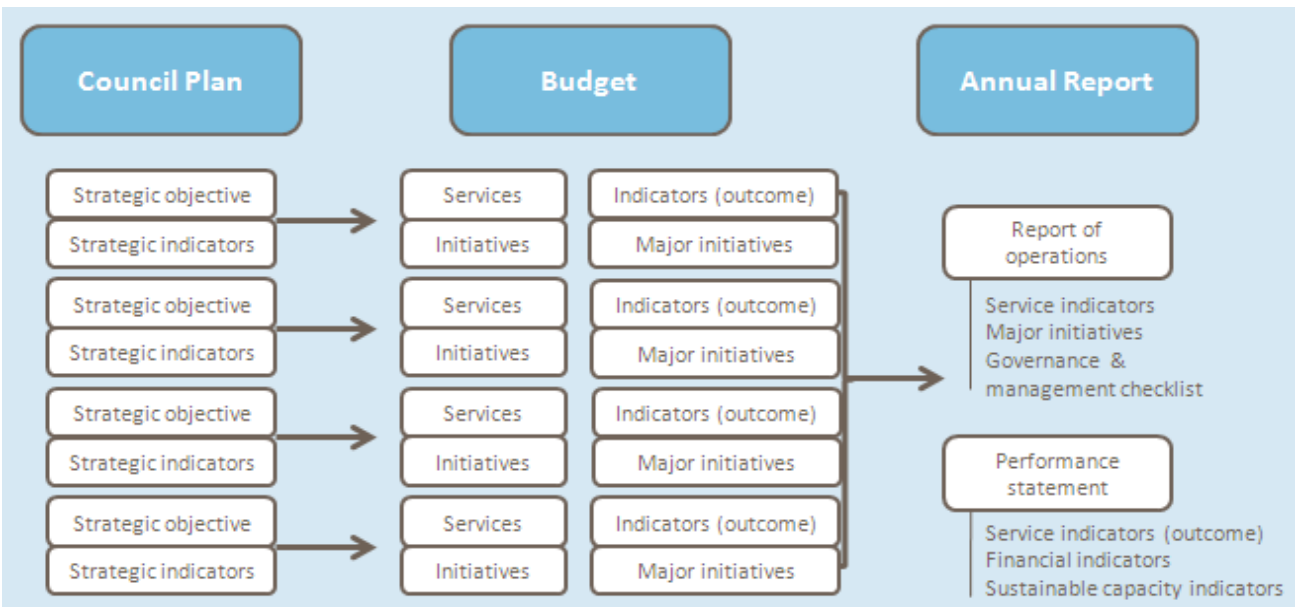 Council Plan
Budget
Annual Report
Strategic objective
Strategic indicators
Services
Initiatives
Indicators (outcome)
Major initiatives
Strategic objective
Strategic indicators
Services
Initiatives
Indicators (outcome)
Major initiatives
Strategic objective
Strategic indicators
Services
Initiatives
Indicators (outcome)
Major initiatives
Strategic objective
Strategic indicators
Services
Initiatives
Indicators (outcome)
Major initiatives
Report of
operations
Service indicators
Major initiatives
Governance &
management checklist
Performance
statement
Service indicators (outcome)
Financial indicators
Sustainable capacity indicators